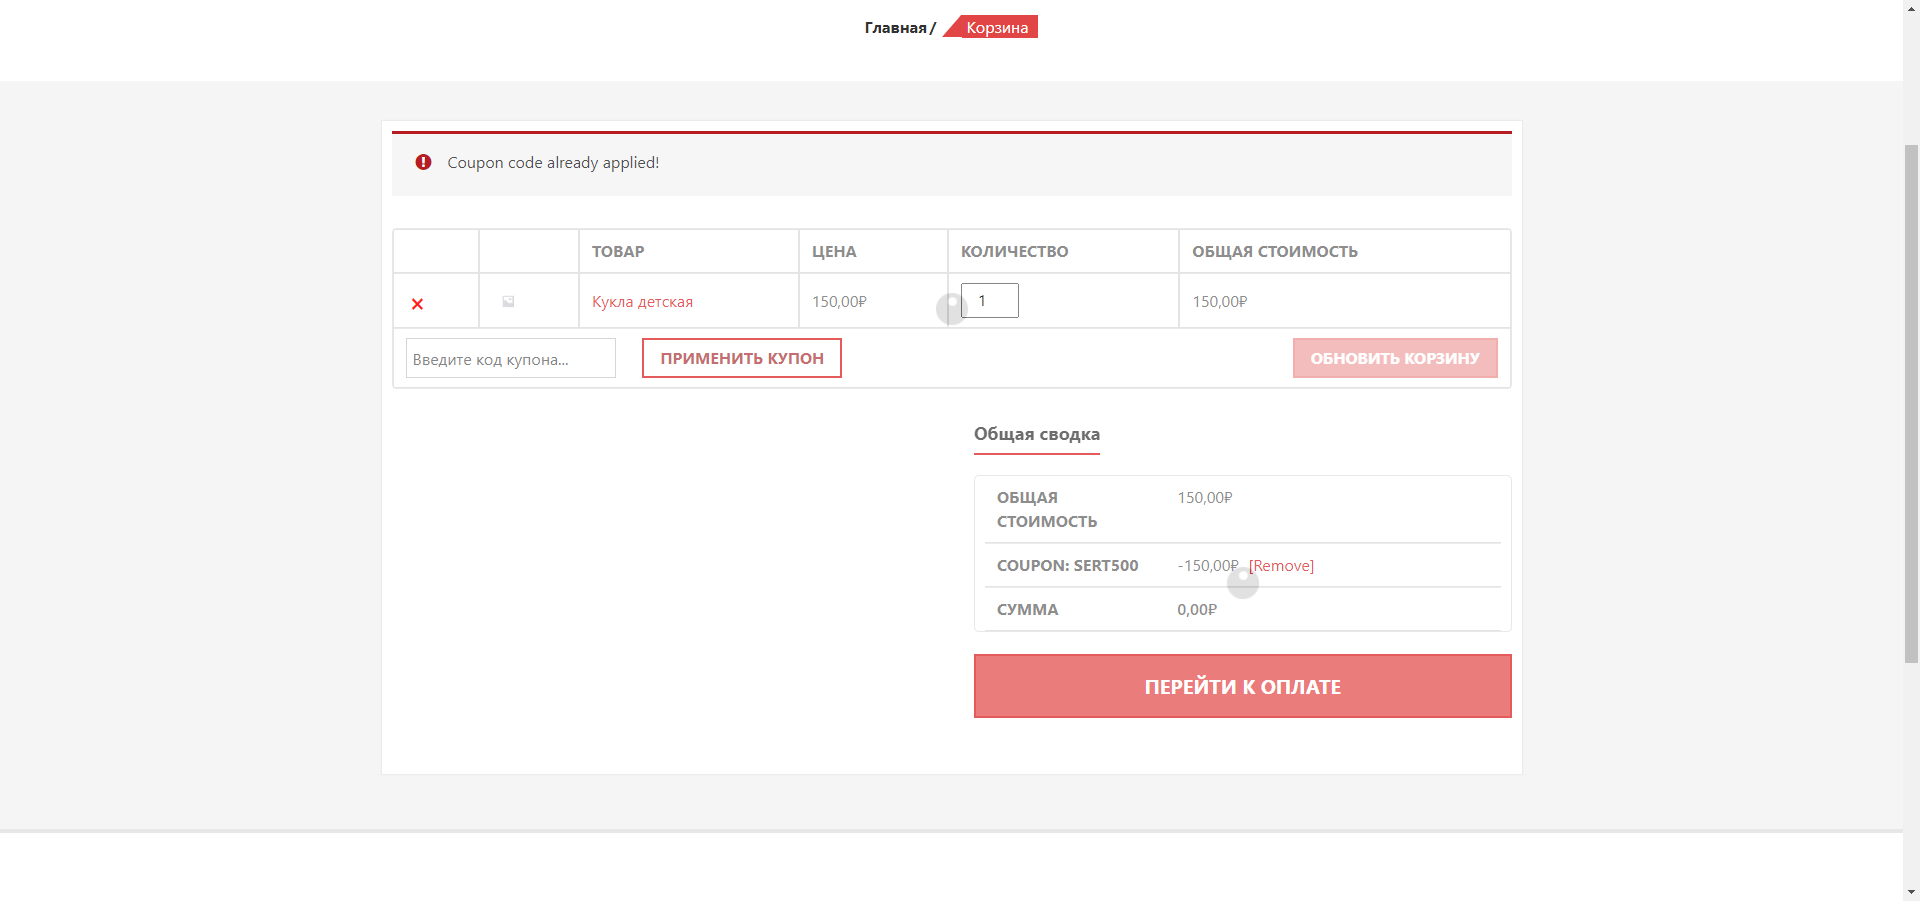 Главная / Корзина
Coupon code already applied!
ТОВАР ЦЕНА КОЛИЧЕСТВО ОБЩАЯ СТОИМОСТЬ
× Кукла детская 150,00₽ 1 150,00₽
Введите код купона... ПРИМЕНИТЬ КУПОН ОБНОВИТЬ КОРЗИНУ
Общая сводка
ОБЩАЯ 150,00₽
СТОИМОСТЬ
COUPON: SERT500 -150,00₽ [Remove]
СУММА 0,00₽
ПЕРЕЙТИ К ОПЛАТЕ